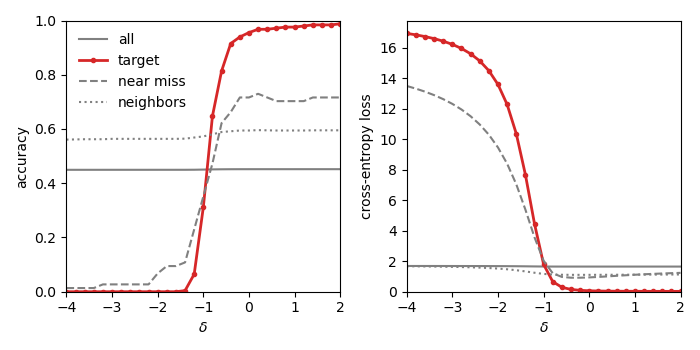 1.0
0.8
0.6
0.4
0.2
0.0
accuracy
all
target
near miss
neighbors
−4 −3 −2 −1 0 1 2
δ
16
14
12
10
8
6
4
2
0
cross-entropy loss
−4 −3 −2 −1 0 1 2
δ